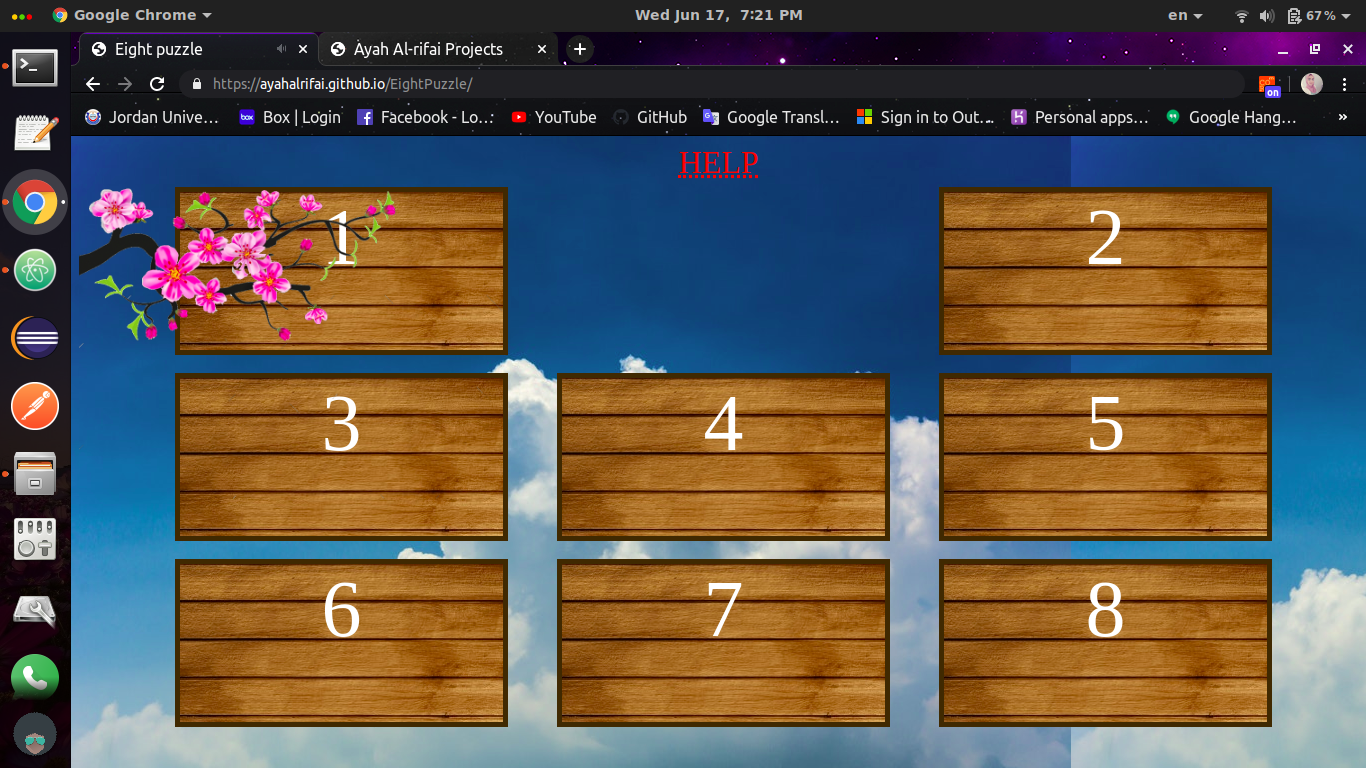 Google Chrome
Wed Jun 17, 7:21 PM
en
67%
Eight puzzle
Ayah Al-rifai Projects
https://ayahalrifai.github.io/EightPuzzle/
on
Jordan Unive…
box
Box | Login
Facebook - Lo…
YouTube
GitHub
Google Transl…
Sign in to Out…
Personal apps…
Google Hang…
»
HELP
1
2
3
4
5
6
7
8